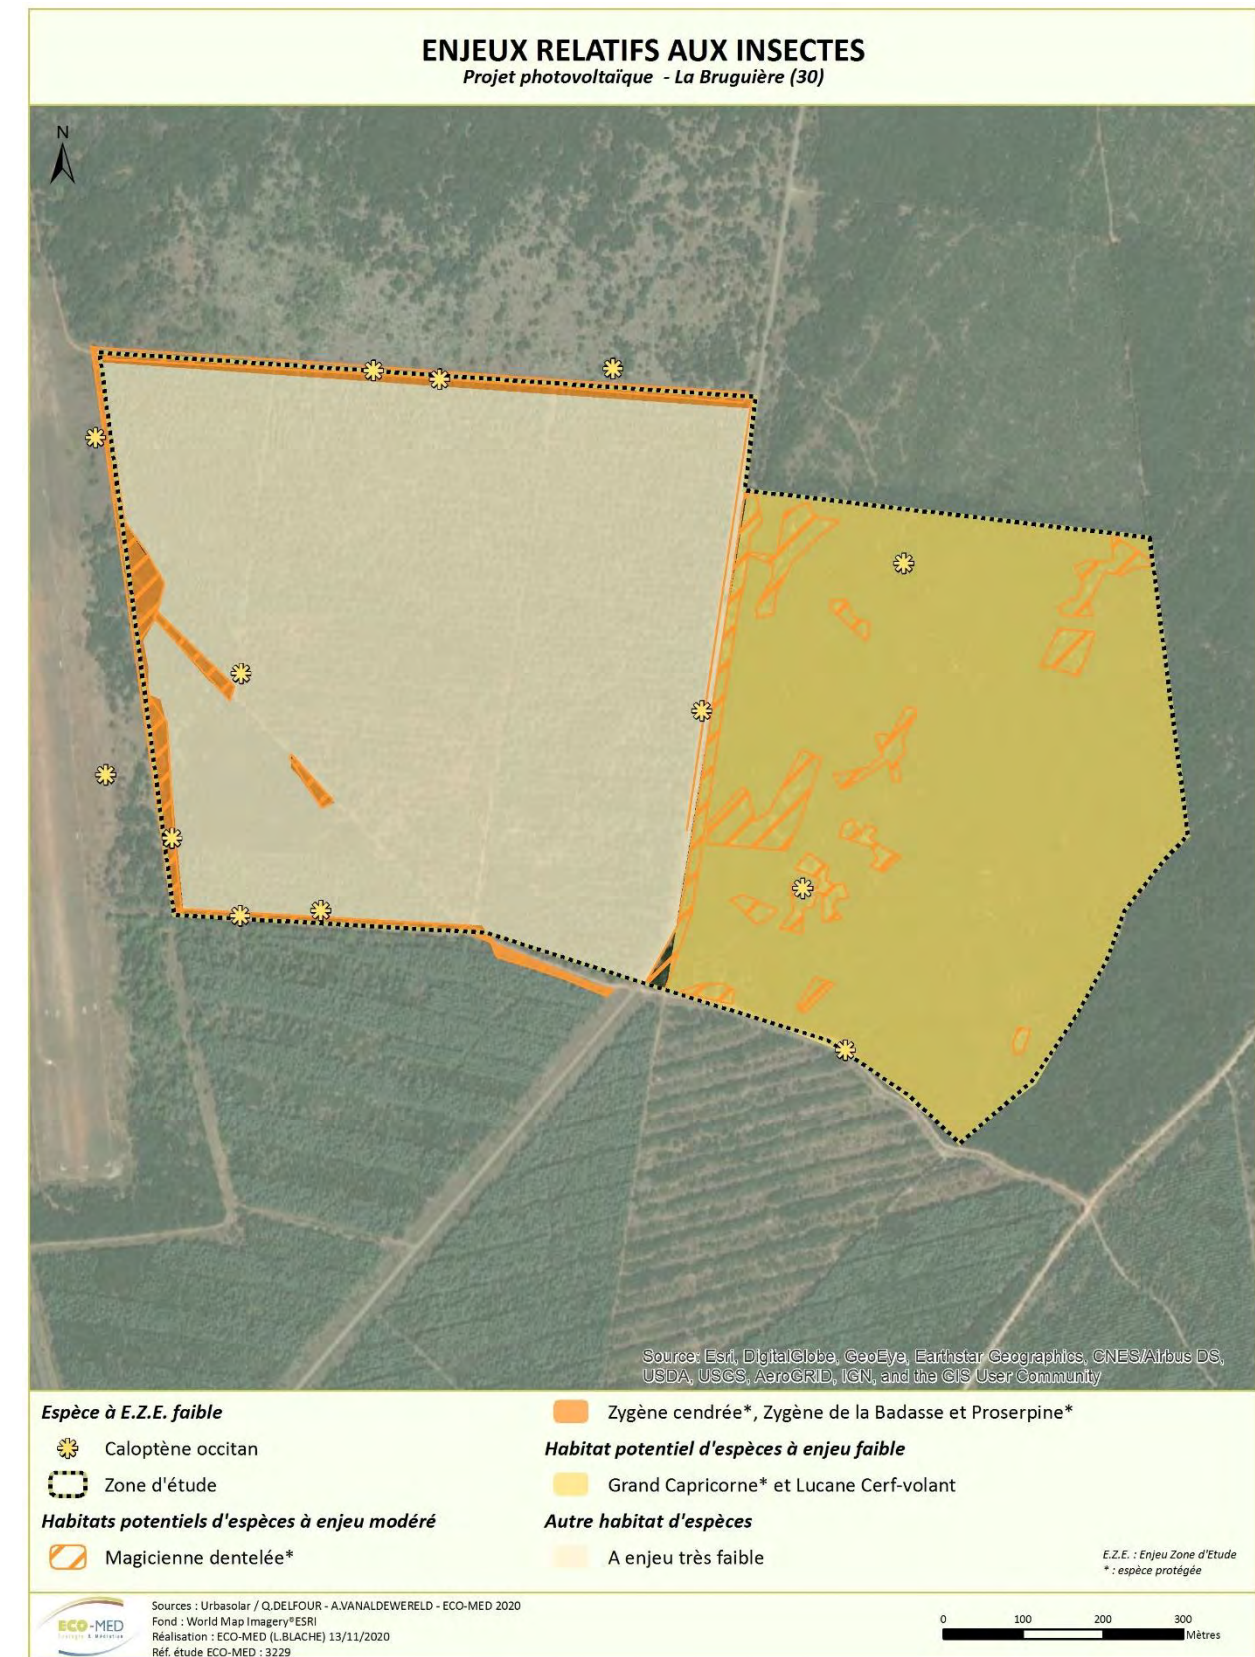 ENJEUX RELATIFS AUX INSECTES
Projet photovoltaïque - La Bruguière (30)
N
Source: Esri, DigitalGlobe, GeoEye, Earthstar Geographics, CNES/Airbus DS,
USDA, USGS, AeroGRID, IGN, and the GIS User Community
Espèce à E.Z.E. faible
Caloptène occitan
Zone d'étude
Habitats potentiels d'espèces à enjeu modéré
Magicienne dentelée*
Zygène cendrée*, Zygène de la Badasse et Proserpine*
Habitat potentiel d'espèces à enjeu faible
Grand Capricorne* et Lucane Cerf-volant
Autre habitat d'espèces
A enjeu très faible
E.Z.E. : Enjeu Zone d'Etude
* : espèce protégée
ECO-MED
Ecologie & Médiation
Sources : Urbasolar / Q.DELFOUR - A.VANALDEWERELD - ECO-MED 2020
Fond : World Map Imagery®ESRI
Réalisation : ECO-MED (L.BLACHE) 13/11/2020
Réf. étude ECO-MED : 3229
0 100 200 300
Mètres